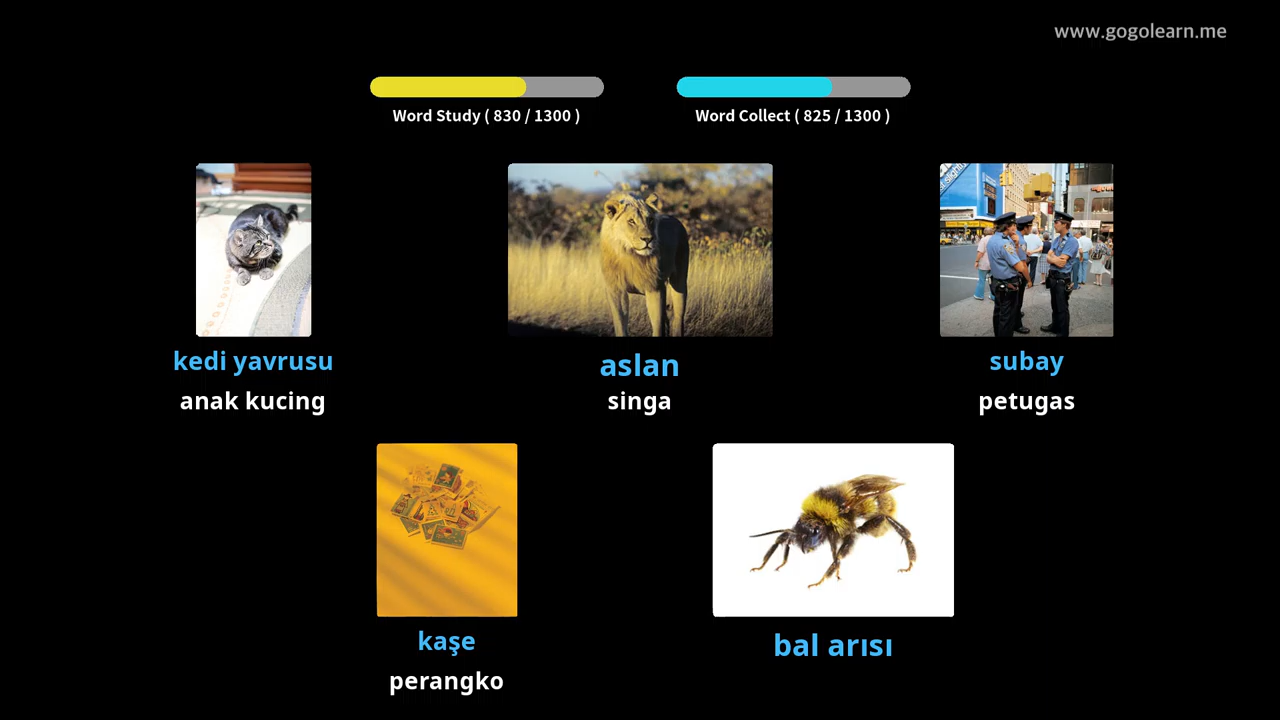 www.gogolearn.me
Word Study ( 830 / 1300 )
Word Collect ( 825 / 1300 )
kedi yavrusu
anak kucing
aslan
singa
subay
petugas
kaşe
perangko
bal arısı